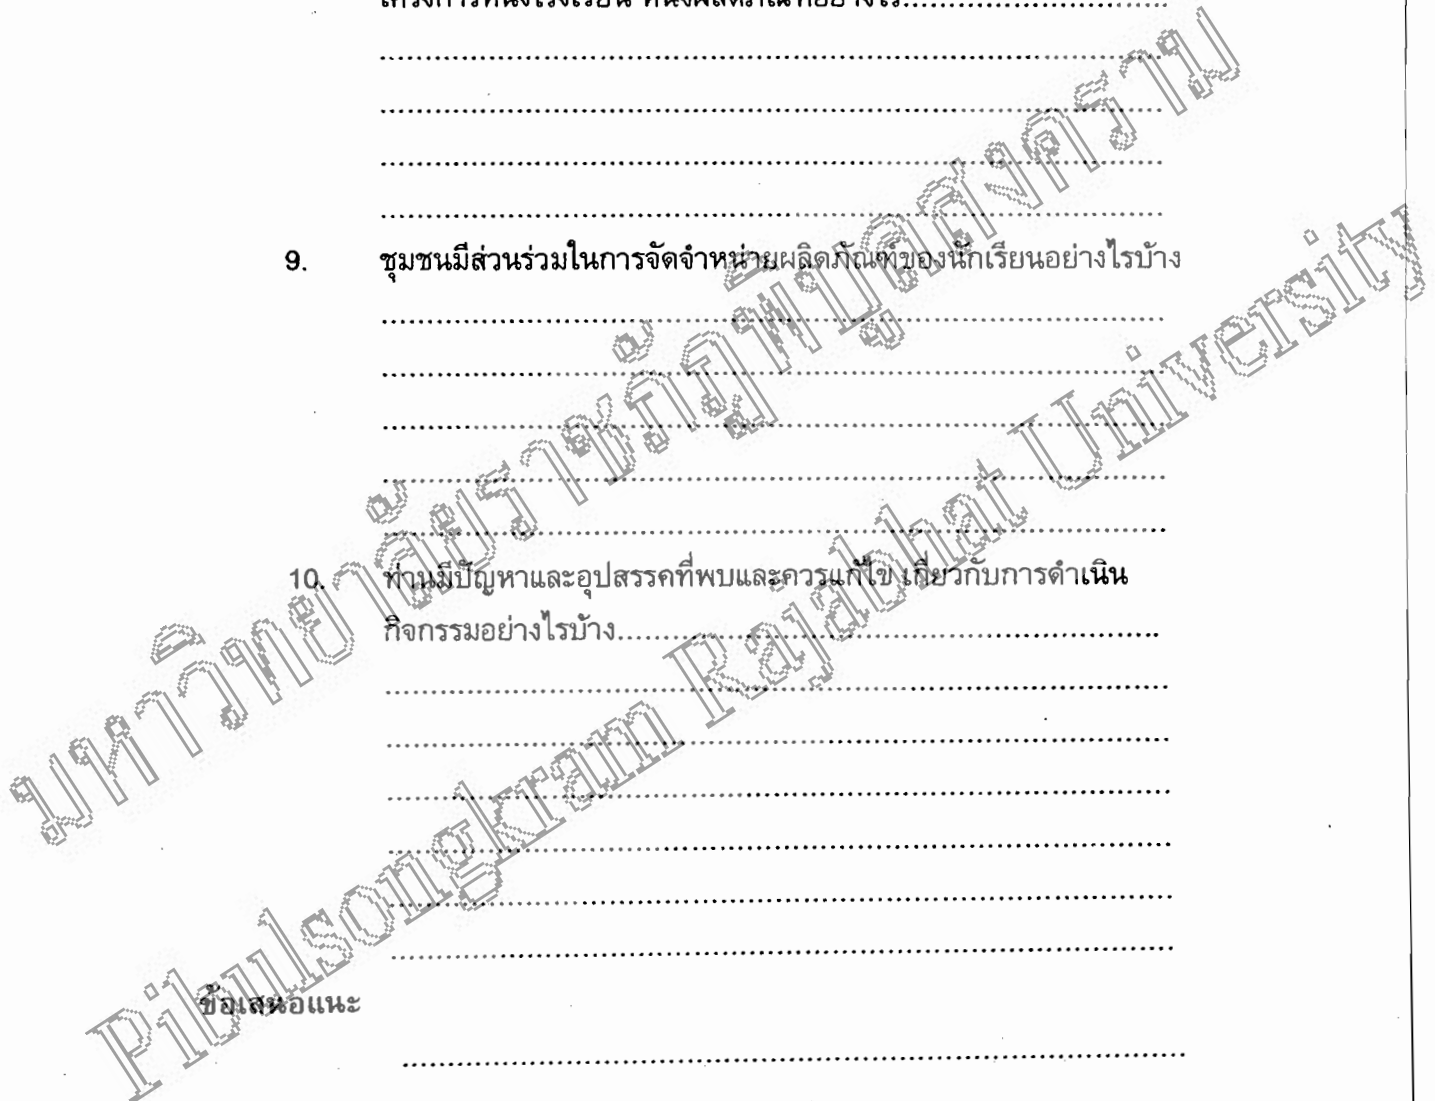 โครงการหนึ่งโรงเรียน หนึ่งผลิตภัณฑ์อย่างไร..............................
................................................................................
................................................................................
................................................................................
................................................................................
9. ชุมชนมีส่วนร่วมในการจัดจำหน่ายผลิตภัณฑ์ของนักเรียนอย่างไรบ้าง
................................................................................
................................................................................
................................................................................
................................................................................
................................................................................
10. ท่านมีปัญหาและอุปสรรคที่พบและควรแก้ไข เกี่ยวกับการดำเนิน
กิจกรรมอย่างไรบ้าง............................................................
................................................................................
................................................................................
................................................................................
................................................................................
................................................................................
................................................................................
ข้อเสนอแนะ
................................................................................
มหาวิทยาลัยราชภัฏพิบูลสงคราม
Pibulsongkram Rajabhat University